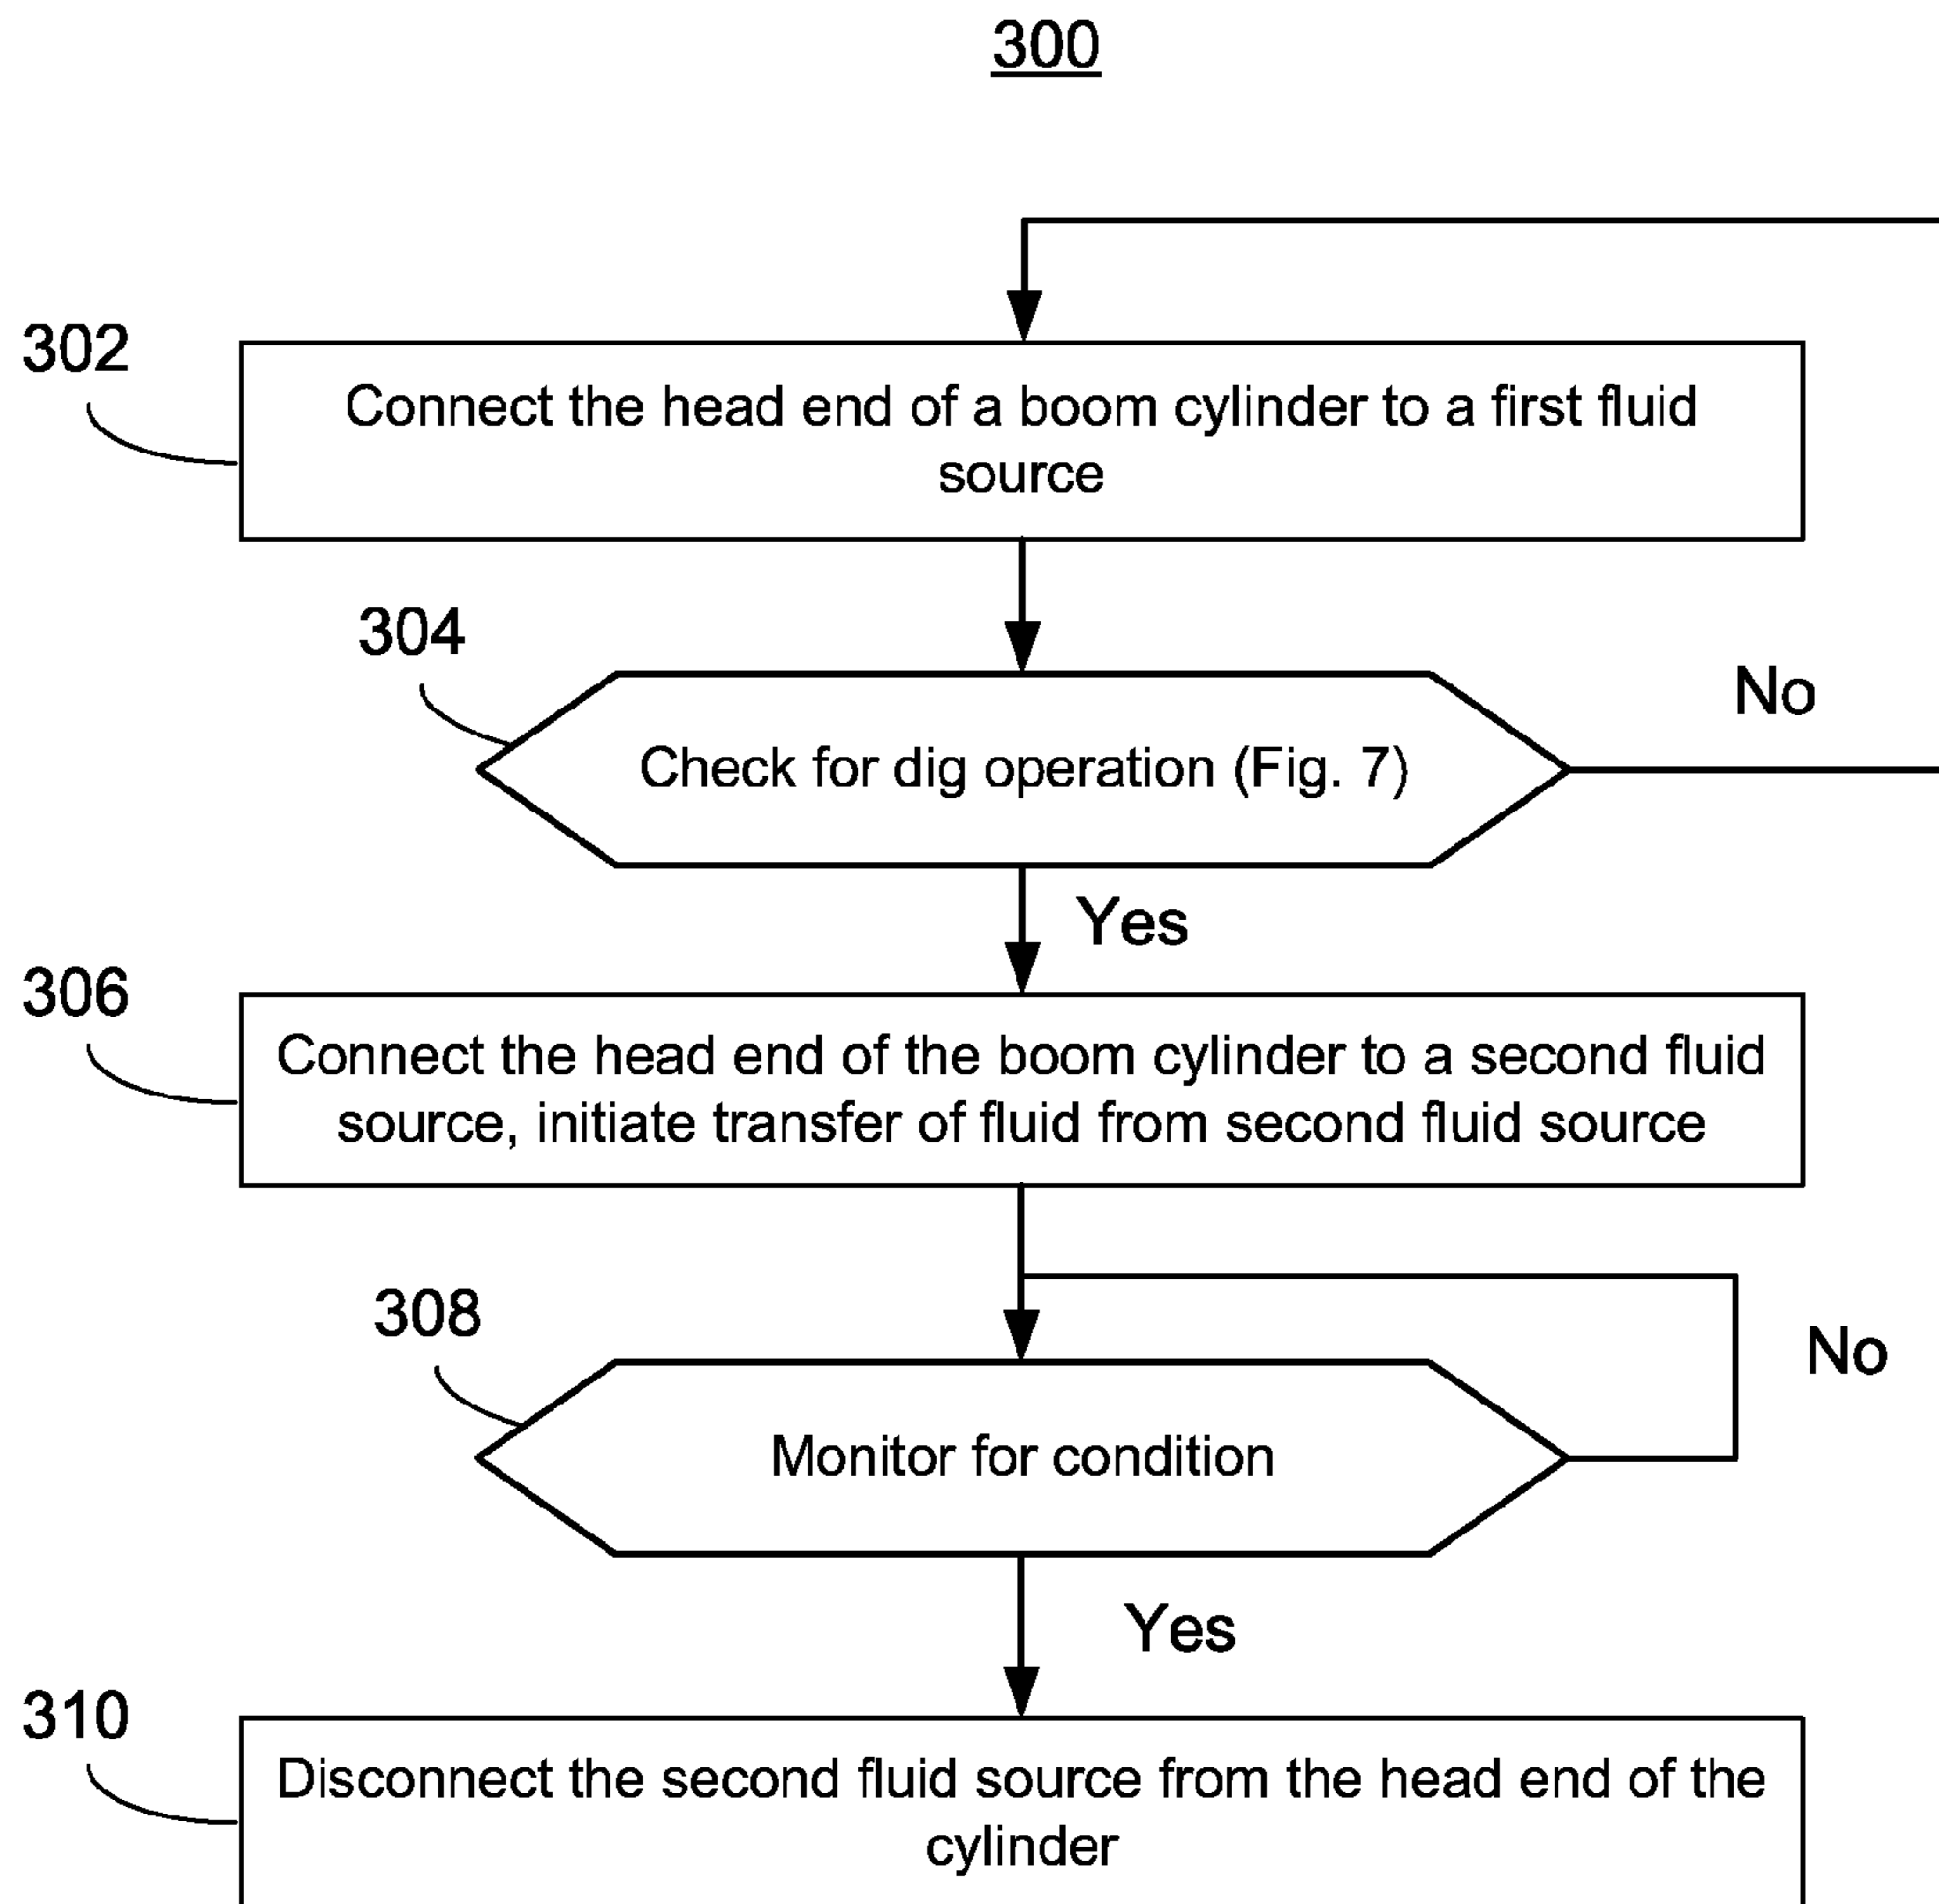 300
302
Connect the head end of a boom cylinder to a first fluid
source
304
No
Check for dig operation (Fig. 7)
Yes
306
Connect the head end of the boom cylinder to a second fluid
source, initiate transfer of fluid from second fluid source
308
No
Monitor for condition
Yes
310
Disconnect the second fluid source from the head end of the
cylinder